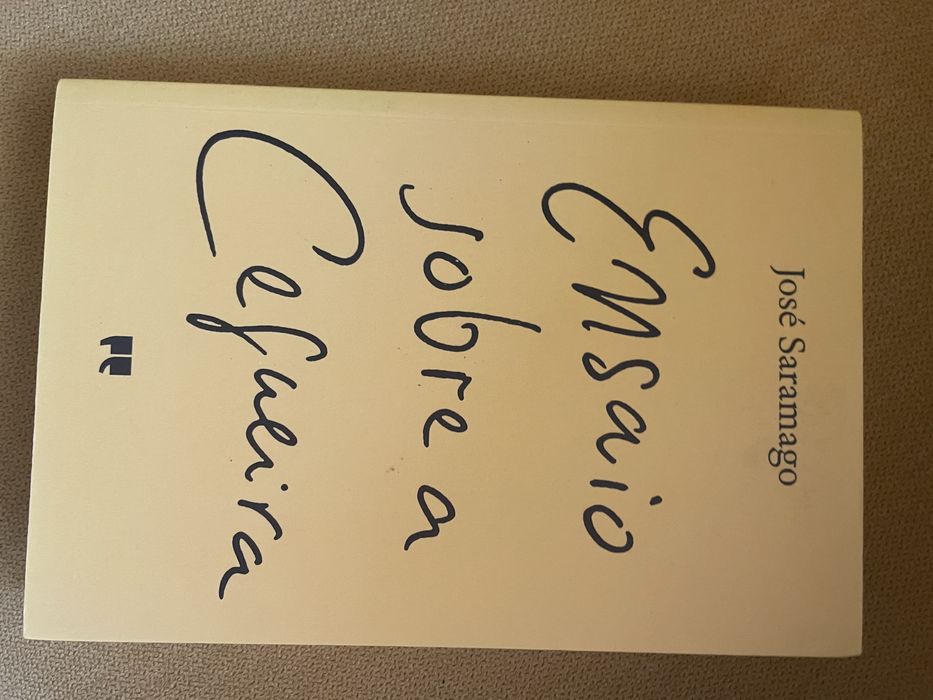 José Saramago
Ensaio
sobre a
Cegueira